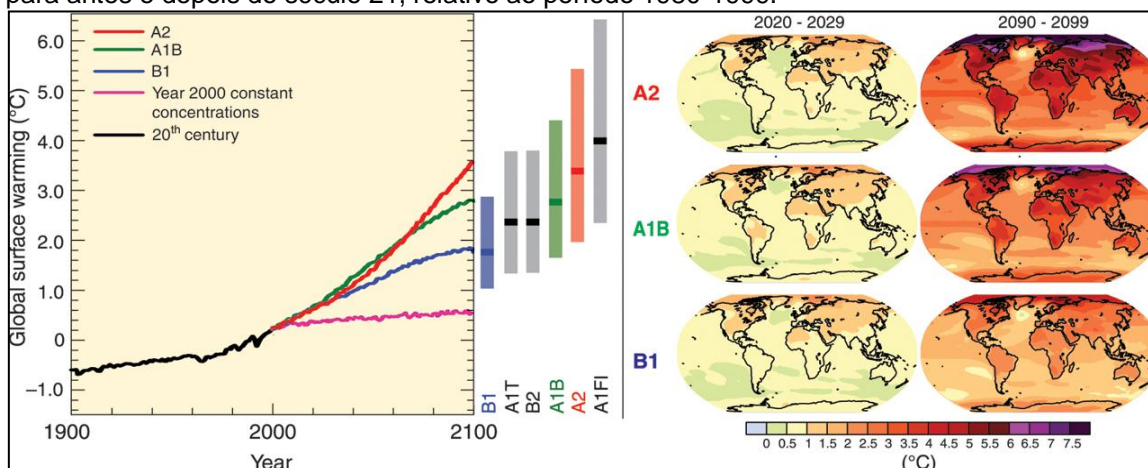 para antes e depois do século 21, relativo ao período
6.0
5.0
4.0
3.0
2.0
1.0
0
–1.0
Global surface warning (°C)
A2
A1B
B1
Year 2000 constant
concentrations
20th century
1900
2000
2100
Year
B1
A1T
B2
A1B
A2
A1FI
2020 - 2029
2090 - 2099
A2
A1B
B1
0 0.5 1 1.5 2 2.5 3 3.5 4 4.5 5 5.5 6 6.5 7 7.5
(°C)